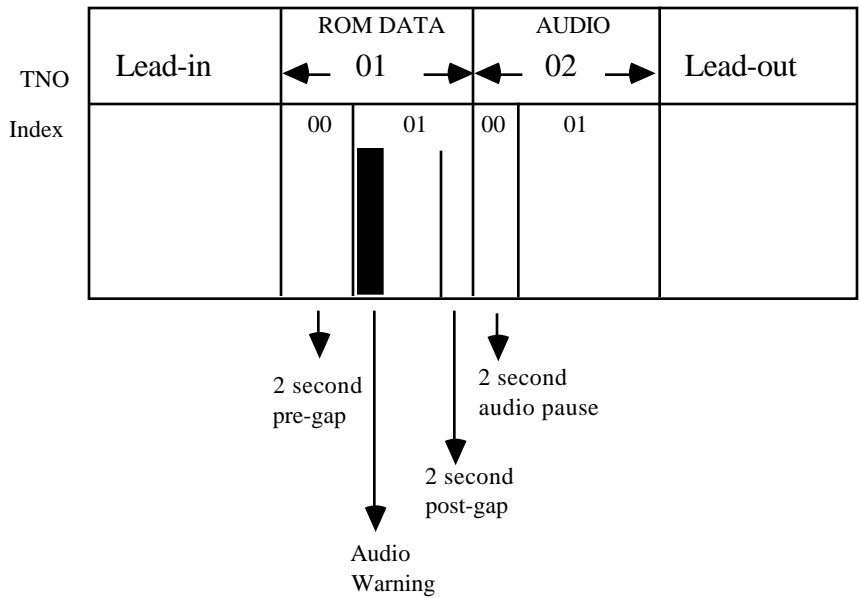 ROM DATA AUDIO
TNO Lead-in 01 02 Lead-out
Index 00 01 00 01
2 second
pre-gap
2 second
audio pause
2 second
post-gap
Audio
Warning